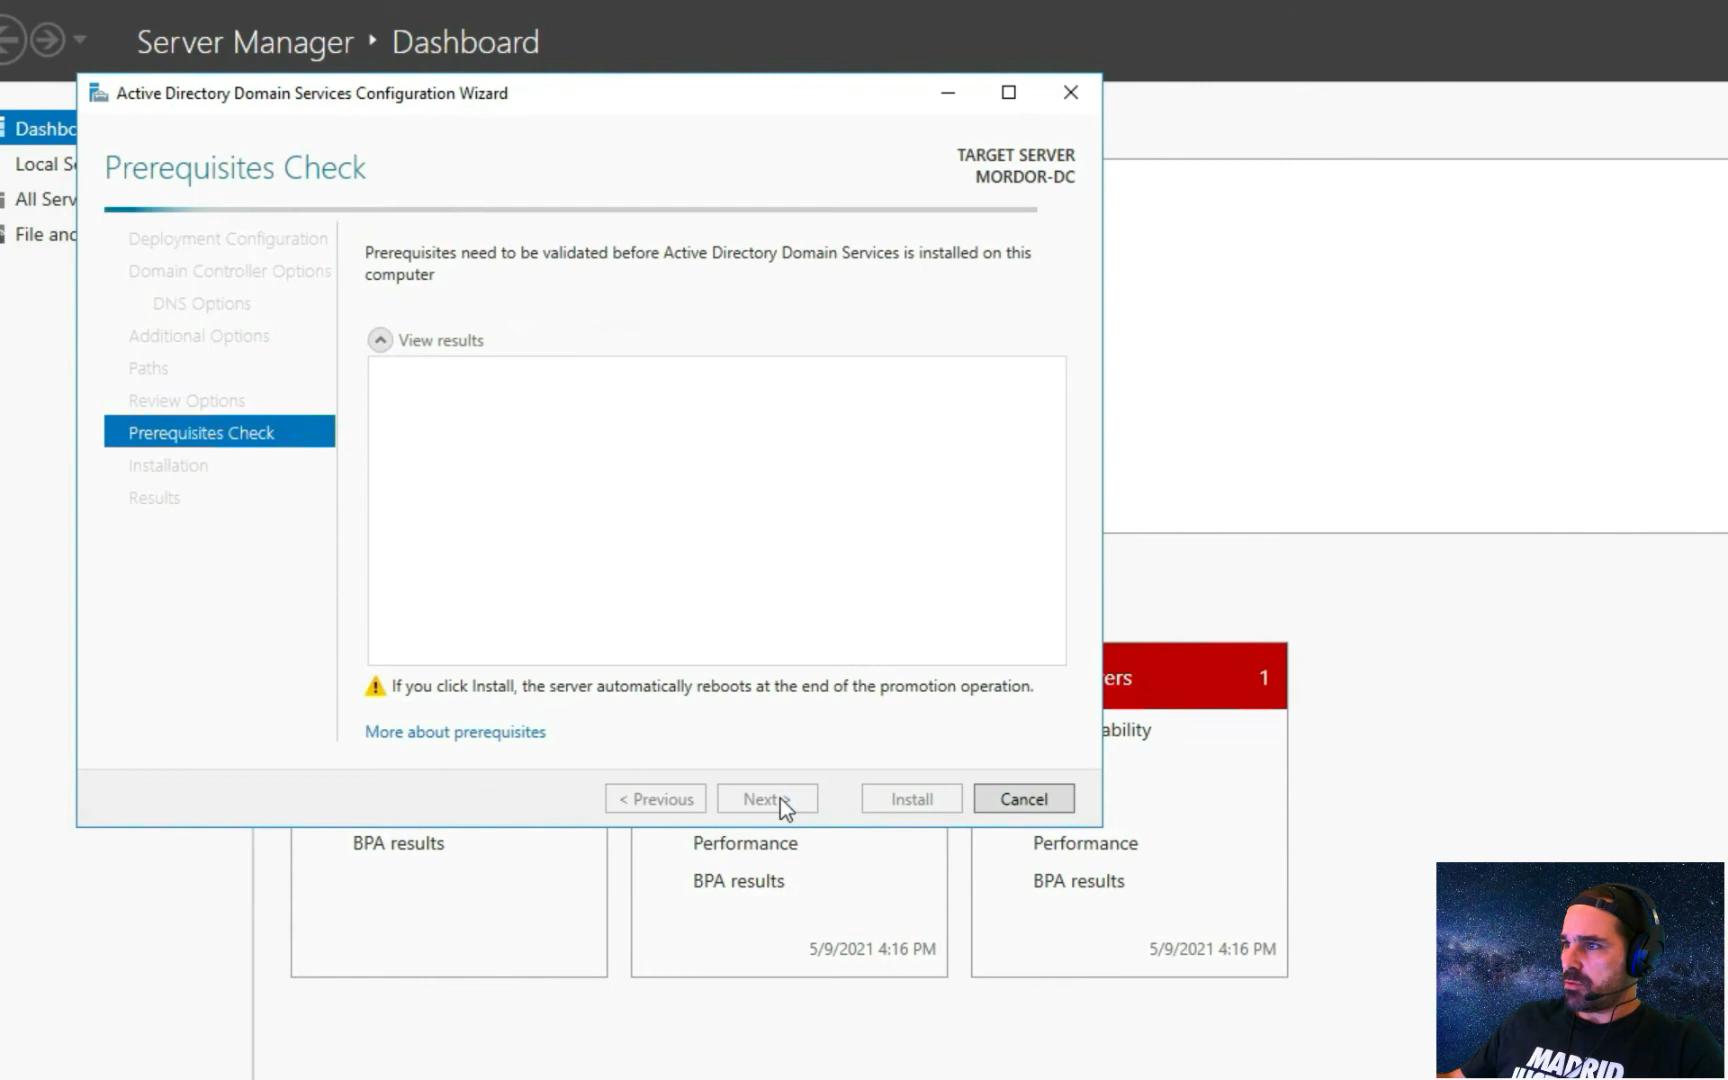 Server Manager ‣ Dashboard
Active Directory Domain Services Configuration Wizard
Dashbo
Local Se
All Serv
File and
Prerequisites Check
TARGET SERVER
MORDOR-DC
Deployment Configuration
Domain Controller Options
DNS Options
Additional Options
Paths
Review Options
Prerequisites Check
Installation
Results
Prerequisites need to be validated before Active Directory Domain Services is installed on this
computer
View results
If you click Install, the server automatically reboots at the end of the promotion operation.
More about prerequisites
< Previous
Next >
Install
Cancel
ers 1
ability
BPA results
Performance
BPA results
5/9/2021 4:16 PM
Performance
BPA results
5/9/2021 4:16 PM
MADRID